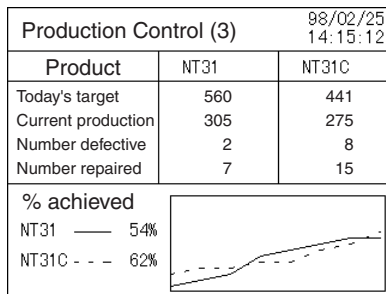 Production Control (3) 98/02/25
14:15:12
Product NT31 NT31C
Today's target 560 441
Current production 305 275
Number defective 2 8
Number repaired 7 15
% achieved
NT31 —— 54%
NT31C - - - 62%